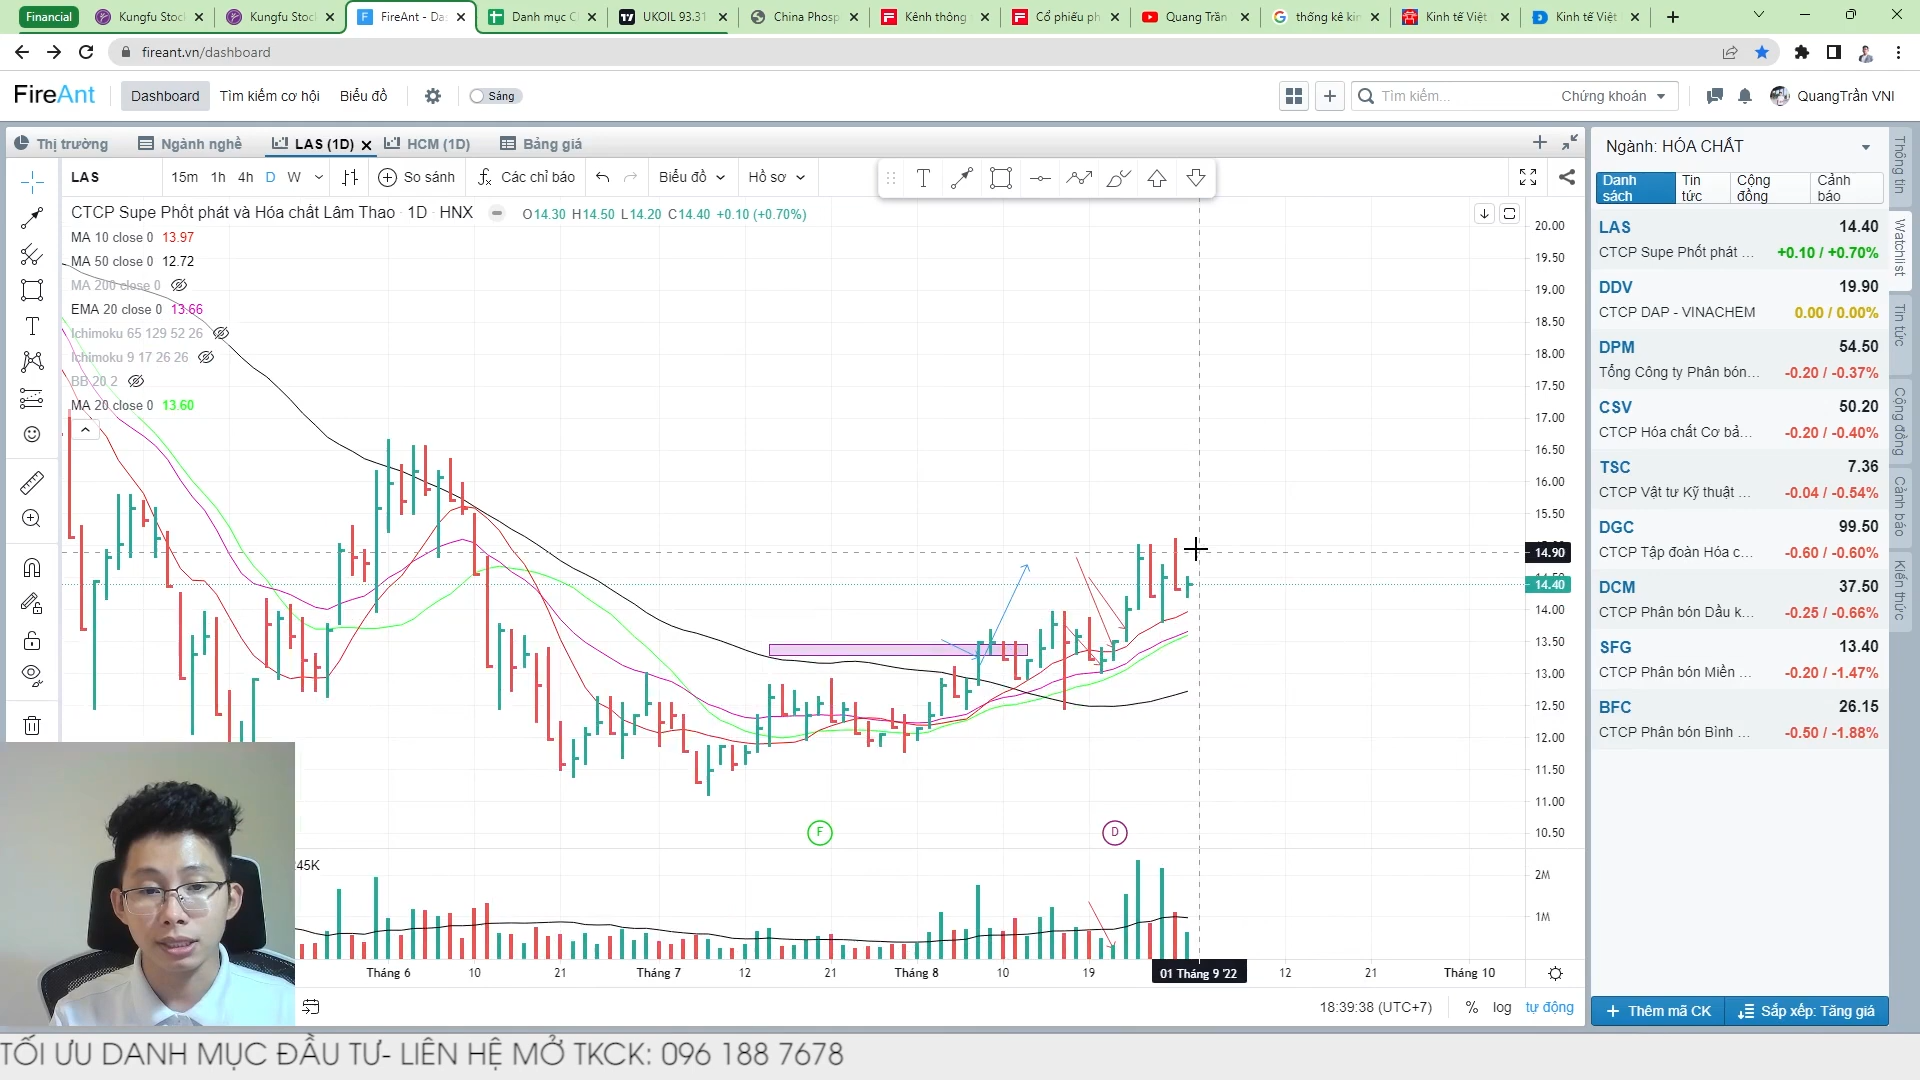 Financial
Kungfu Stoc
Kungfu Stoc
FireAnt - Da
Danh mục C
UKOIL 93.31
China Phosp
Kênh thông
Cổ phiếu ph
Quang Trần
thống kê kin
Kinh tế Việt
Kinh tế Việt
fireant.vn/dashboard
FireAnt
Dashboard
Tìm kiếm cơ hội
Biểu đồ
Sáng
Tìm kiếm...
Chứng khoán
QuangTrần VNI
Thị trường
Ngành nghề
LAS (1D)
HCM (1D)
Bảng giá
LAS
15m 1h 4h D W
So sánh
Các chỉ báo
Biểu đồ
Hồ sơ
CTCP Supe Phốt phát và Hóa chất Lâm Thao · 1D · HNX
O14.30 H14.50 L14.20 C14.40 +0.10 (+0.70%)
MA 10 close 0 13.97
MA 50 close 0 12.72
MA 200 close 0
EMA 20 close 0 13.66
Ichimoku 65 129 52 26
Ichimoku 9 17 26 26
BB 20 2
MA 20 close 0 13.60
20.00
19.50
19.00
18.50
18.00
17.50
17.00
16.50
16.00
15.50
14.90
14.40
14.00
13.50
13.00
12.50
12.00
11.50
11.00
10.50
F
D
45K
2M
1M
Tháng 6 10 21 Tháng 7 12 21 Tháng 8 10 19 01 Tháng 9 '22 12 21 Tháng 10
18:39:38 (UTC+7)
% log tự động
Ngành: HÓA CHẤT
Danh sách
Tin tức
Cộng đồng
Cảnh báo
LAS 14.40
CTCP Supe Phốt phát ... +0.10 / +0.70%
DDV 19.90
CTCP DAP - VINACHEM 0.00 / 0.00%
DPM 54.50
Tổng Công ty Phân bón... -0.20 / -0.37%
CSV 50.20
CTCP Hóa chất Cơ bả... -0.20 / -0.40%
TSC 7.36
CTCP Vật tư Kỹ thuật ... -0.04 / -0.54%
DGC 99.50
CTCP Tập đoàn Hóa c... -0.60 / -0.60%
DCM 37.50
CTCP Phân bón Dầu k... -0.25 / -0.66%
SFG 13.40
CTCP Phân bón Miền ... -0.20 / -1.47%
BFC 26.15
CTCP Phân bón Bình ... -0.50 / -1.88%
Thêm mã CK
Sắp xếp: Tăng giá
Thông tin
Watchlist
Tin tức
Cộng đồng
Cảnh báo
Kiến thức
TỐI ƯU DANH MỤC ĐẦU TƯ- LIÊN HỆ MỞ TKCK: 096 188 7678